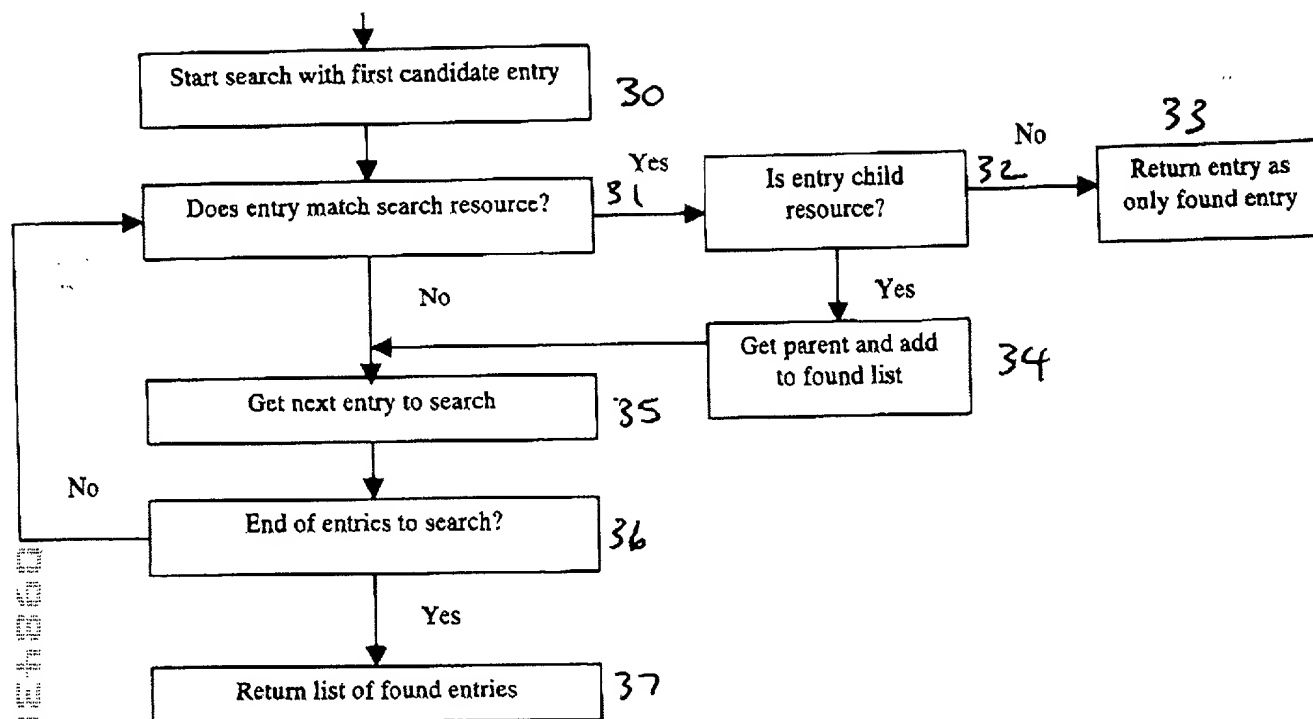 Start search with first candidate entry
30
Does entry match search resource?
31
Yes
Is entry child
resource?
32
No
33
Return entry as
only found entry
No
Yes
Get parent and add
to found list
34
Get next entry to search
35
No
End of entries to search?
36
Yes
Return list of found entries
37